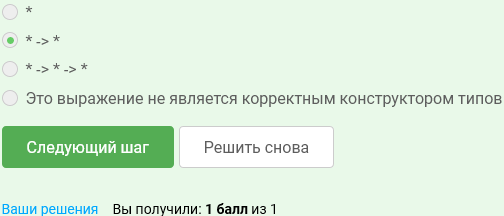 *
* -> *
* -> * -> *
Это выражение не является корректным конструктором типов
Следующий шаг Решить снова
Ваши решения Вы получили: 1 балл из 1